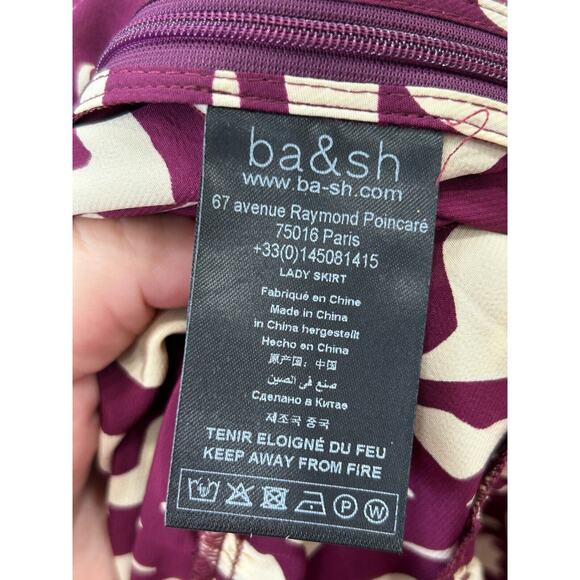 ba&sh
www.ba-sh.com
67 avenue Raymond Poincaré
75016 Paris
+33(0)145081415
LADY SKIRT
Fabriqué en Chine
Made in China
in China hergestellt
Hecho en China
原产国: 中国
صنع في الصين
Сделано в Китае
제조국 중국
TENIR ELOIGNÉ DU FEU
KEEP AWAY FROM FIRE
P W